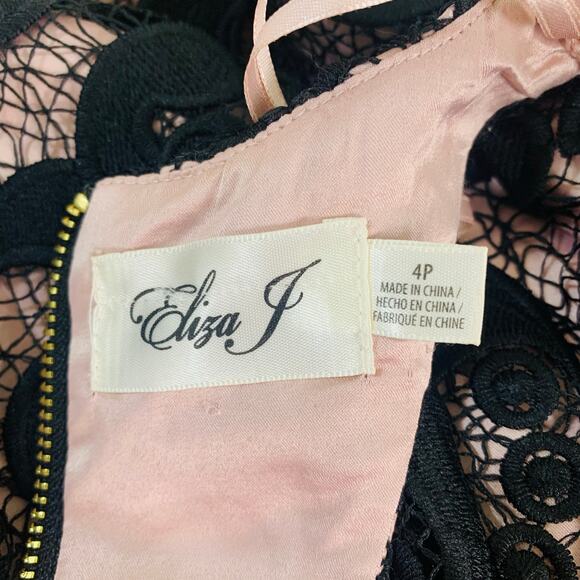 Eliza J
4P
MADE IN CHINA /
HECHO EN CHINA /
FABRIQUÉ EN CHINE